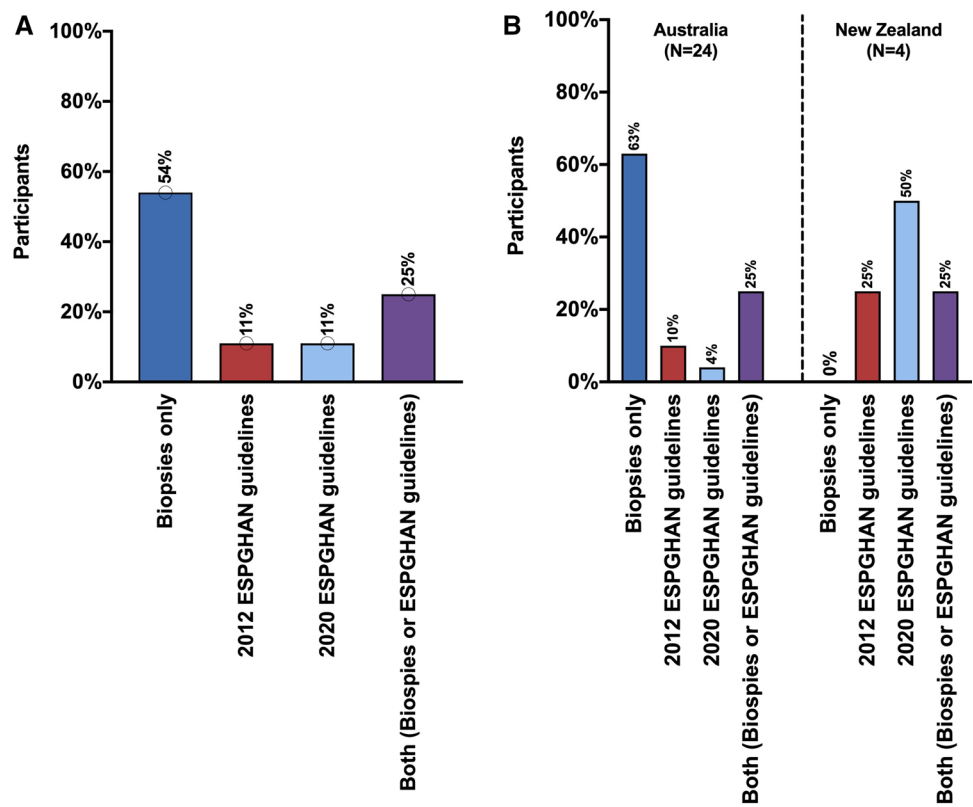 A
100%
80%
60%
40%
20%
0%
Participants
54%
11%
11%
25%
Biopsies only
2012 ESPGHAN guidelines
2020 ESPGHAN guidelines
Both (Biospies or ESPGHAN guidelines)
B
100%
80%
60%
40%
20%
0%
Participants
Australia
(N=24)
63%
10%
4%
25%
Biopsies only
2012 ESPGHAN guidelines
2020 ESPGHAN guidelines
Both (Biospies or ESPGHAN guidelines)
New Zealand
(N=4)
0%
25%
50%
25%
Biopsies only
2012 ESPGHAN guidelines
2020 ESPGHAN guidelines
Both (Biospies or ESPGHAN guidelines)